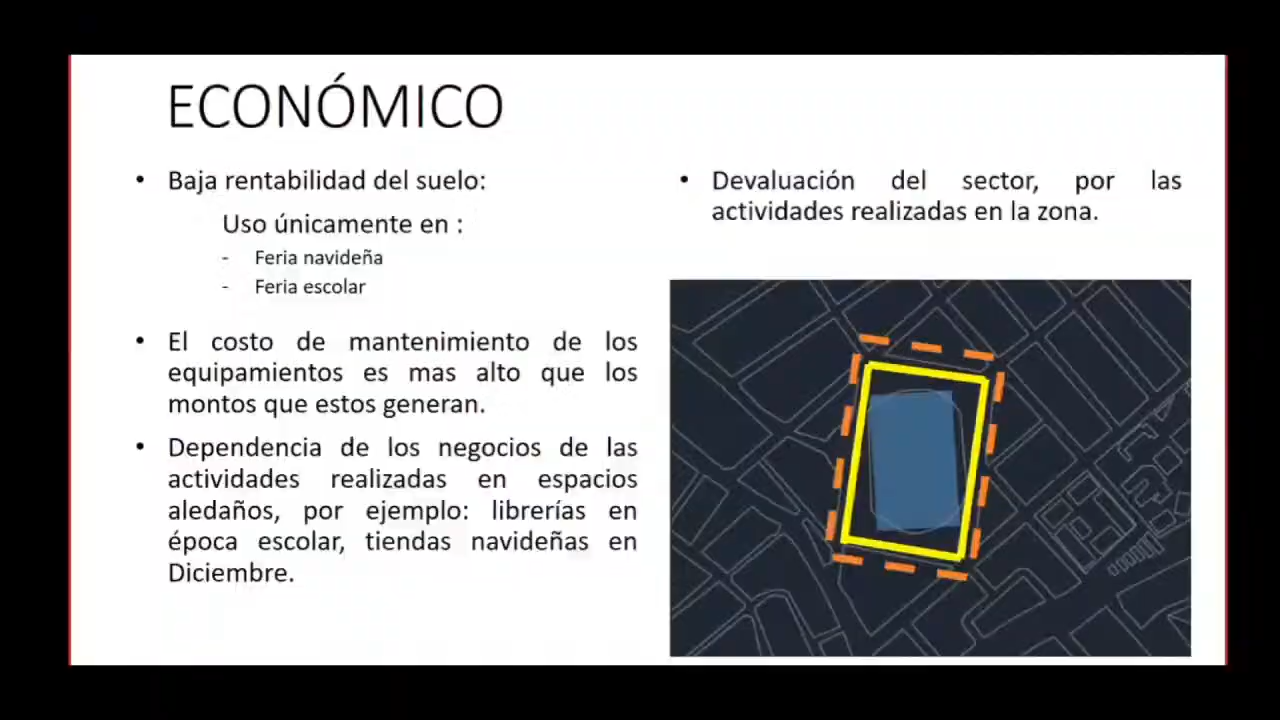 ECONÓMICO
• Baja rentabilidad del suelo:
Uso únicamente en :
- Feria navideña
- Feria escolar
• El costo de mantenimiento de los
equipamientos es mas alto que los
montos que estos generan.
• Dependencia de los negocios de las
actividades realizadas en espacios
aledaños, por ejemplo: librerías en
época escolar, tiendas navideñas en
Diciembre.
• Devaluación del sector, por las
actividades realizadas en la zona.